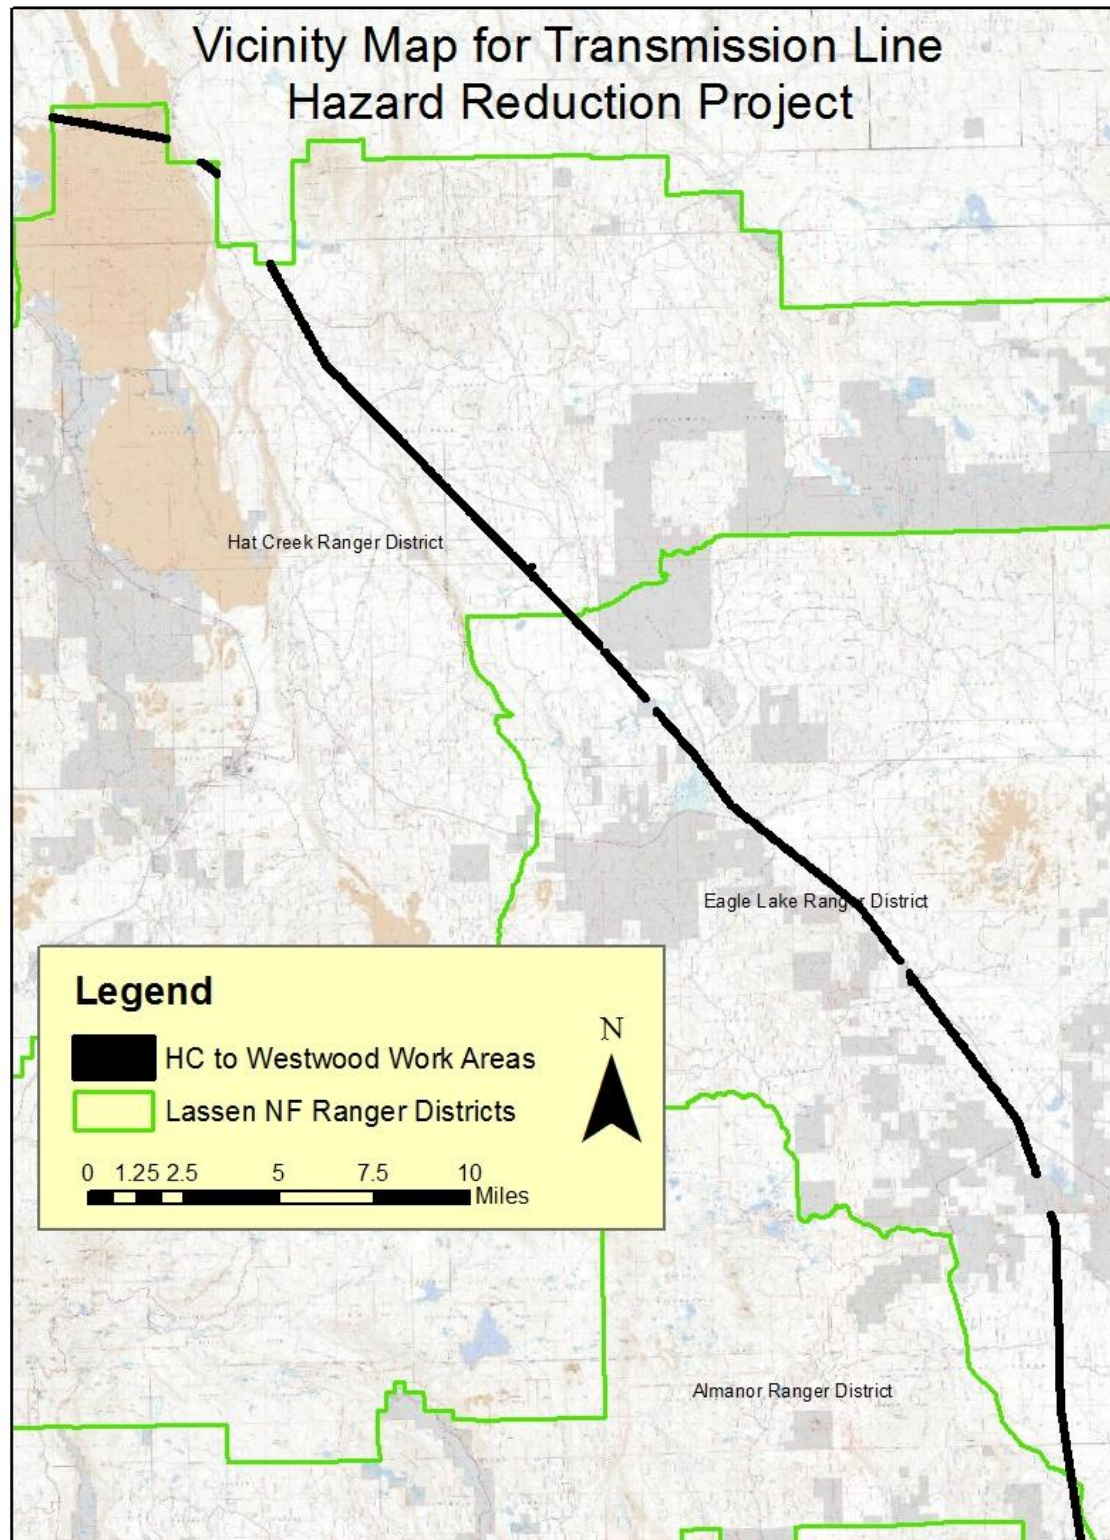 Vicinity Map for Transmission Line
Hazard Reduction Project
Hat Creek Ranger District
Eagle Lake Ranger District
Legend
HC to Westwood Work Areas
Lassen NF Ranger Districts
N
0 1.25 2.5 5 7.5 10
Miles
Almanor Ranger District